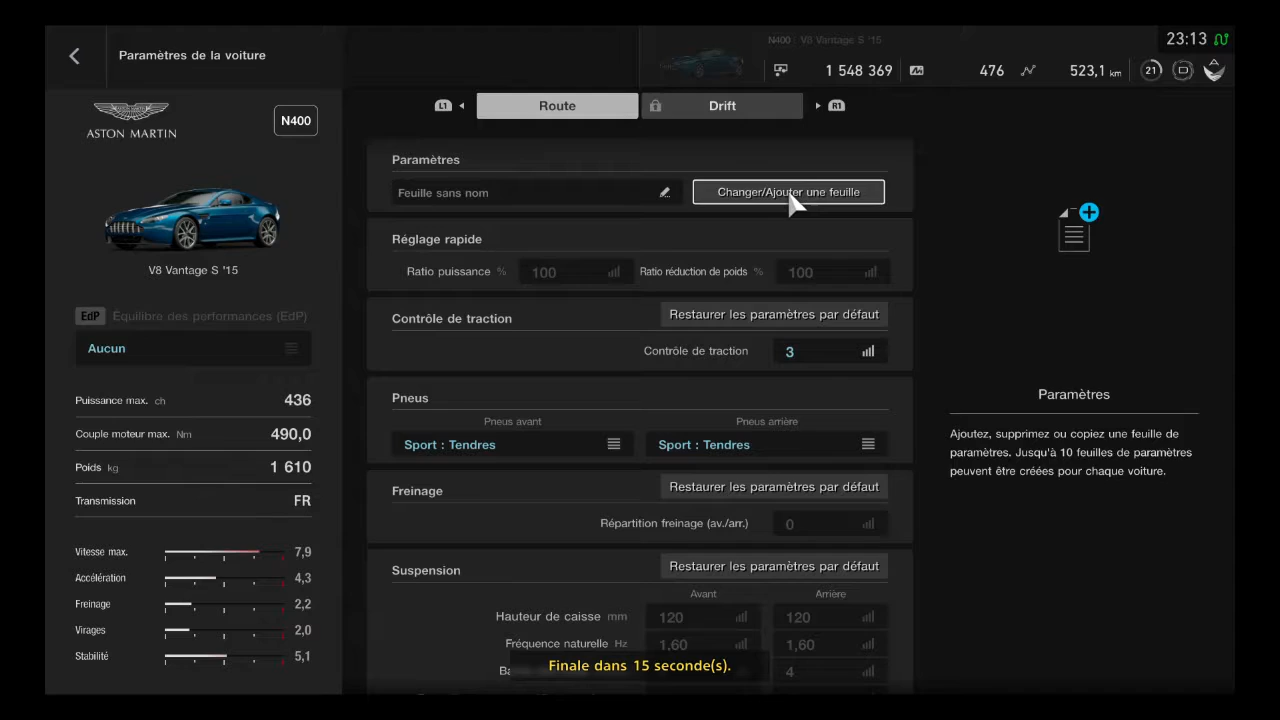 Paramètres de la voiture
N400 V8 Vantage S '15
23:13
1 548 369
476
523,1 km
21
ASTON MARTIN
N400
V8 Vantage S '15
EdP Équilibre des performances (EdP)
Aucun
Puissance max. ch 436
Couple moteur max. Nm 490,0
Poids kg 1 610
Transmission FR
Vitesse max. 7,9
Accélération 4,3
Freinage 2,2
Virages 2,0
Stabilité 5,1
L1 Route Drift R1
Paramètres
Feuille sans nom Changer/Ajouter une feuille
Réglage rapide
Ratio puissance % 100 Ratio réduction de poids % 100
Contrôle de traction Restaurer les paramètres par défaut
Contrôle de traction 3
Pneus
Pneus avant Pneus arrière
Sport : Tendres Sport : Tendres
Freinage Restaurer les paramètres par défaut
Répartition freinage (av./arr.) 0
Suspension Restaurer les paramètres par défaut
Avant Arrière
Hauteur de caisse mm 120 120
Fréquence naturelle Hz 1,60 1,60
4
Finale dans 15 seconde(s).
Paramètres
Ajoutez, supprimez ou copiez une feuille de
paramètres. Jusqu'à 10 feuilles de paramètres
peuvent être créées pour chaque voiture.